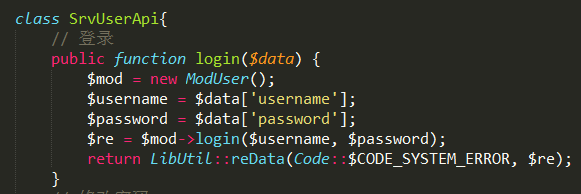 class SrvUserApi{
// 登录
public function login($data) {
$mod = new ModUser();
$username = $data['username'];
$password = $data['password'];
$re = $mod->login($username, $password);
return LibUtil::reData(Code::$CODE_SYSTEM_ERROR, $re);
}